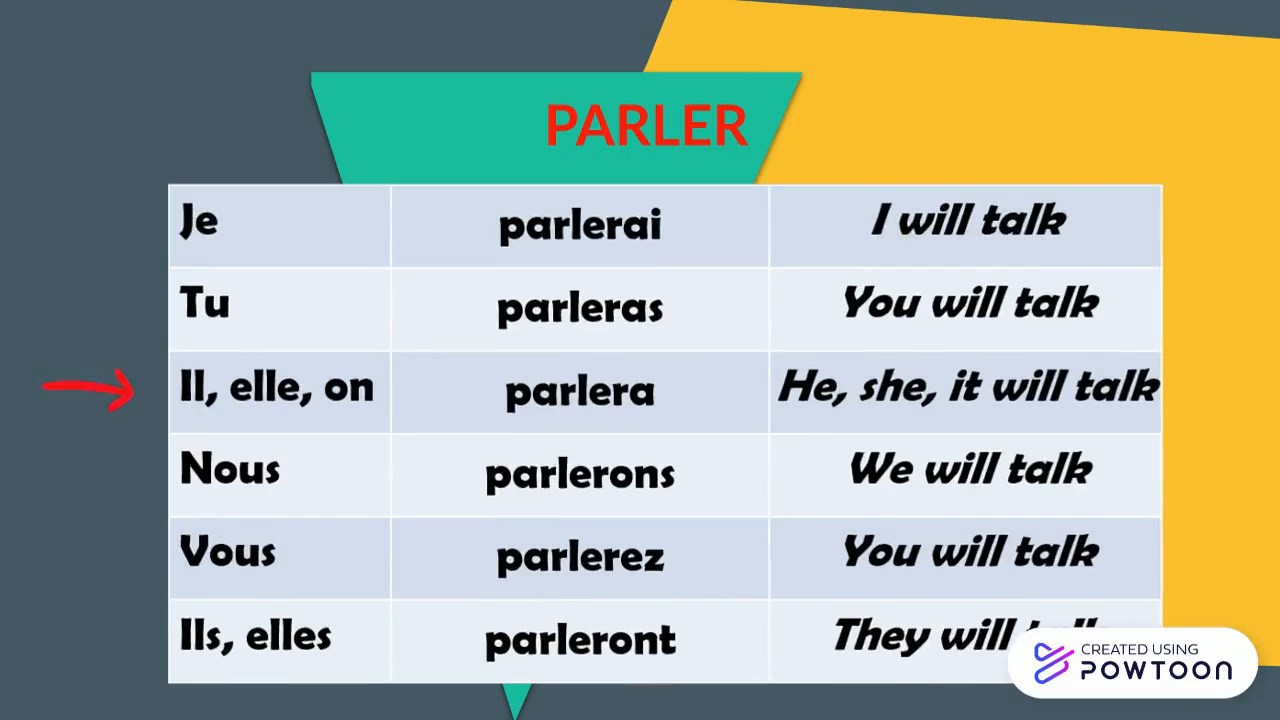 PARLER
Je parlerai I will talk
Tu parleras You will talk
Il, elle, on parlera He, she, it will talk
Nous parlerons We will talk
Vous parlerez You will talk
Ils, elles parleront They will
CREATED USING
POWTOON